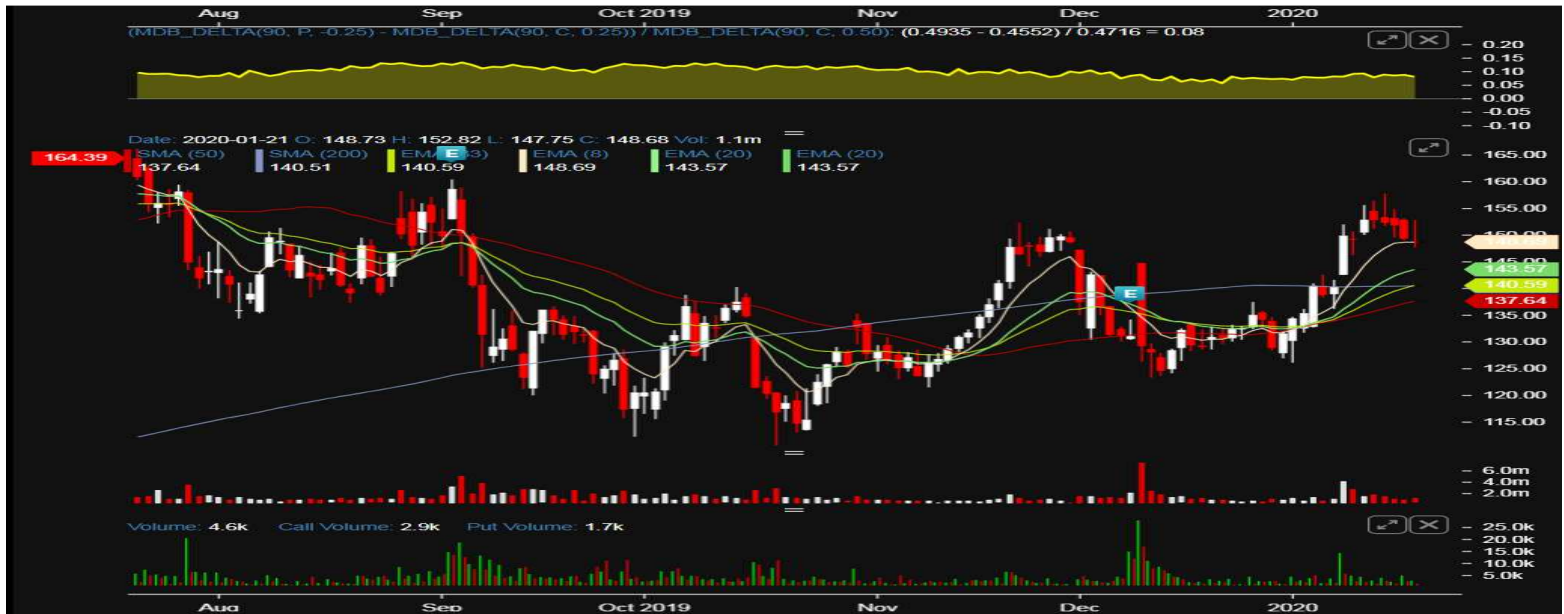 Aug Sep Oct 2019 Nov Dec 2020
(MDB_DELTA(90, P, -0.25) - MDB_DELTA(90, C, 0.25)) / MDB_DELTA(90, C, 0.50): (0.4935 - 0.4552) / 0.4716 = 0.08
0.20
0.15
0.10
0.05
0.00
-0.05
-0.10
Date: 2020-01-21 O: 148.73 H: 152.82 L: 147.75 C: 148.68 Vol: 1.1m
164.39
SMA (50) SMA (200) EMA E 3) EMA (8) EMA (20) EMA (20)
137.64 140.51 140.59 148.69 143.57 143.57
165.00
160.00
155.00
150.00
148.69
145.00
143.57
140.59
137.64
135.00
E
130.00
125.00
120.00
115.00
6.0m
4.0m
2.0m
Volume: 4.6k Call Volume: 2.9k Put Volume: 1.7k
25.0k
20.0k
15.0k
10.0k
5.0k
Aug Sep Oct 2019 Nov Dec 2020